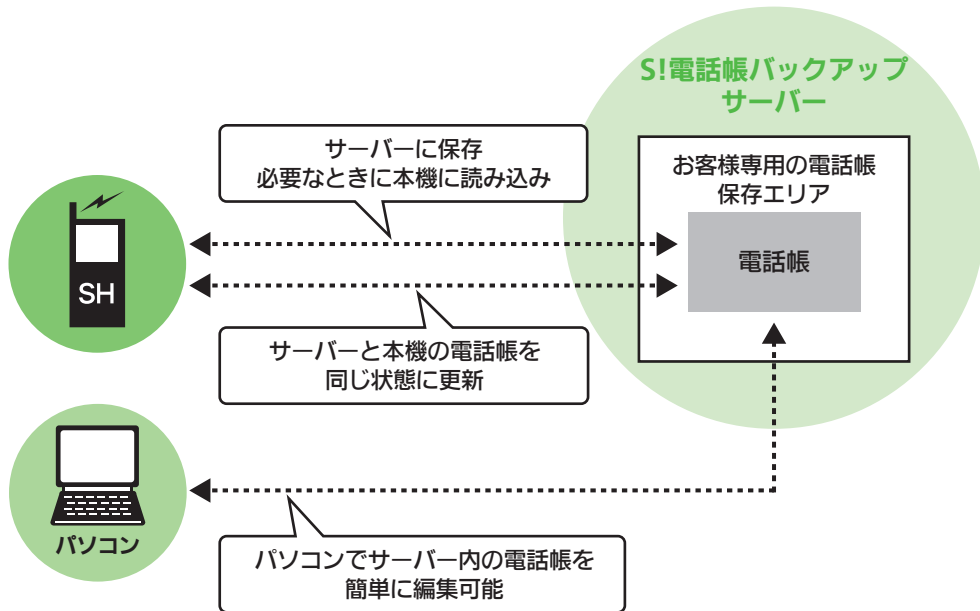 S!電話帳バックアップ
サーバー
サーバーに保存
必要なときに本機に読み込み
お客様専用の電話帳
保存エリア
電話帳
SH
サーバーと本機の電話帳を
同じ状態に更新
パソコン
パソコンでサーバー内の電話帳を
簡単に編集可能